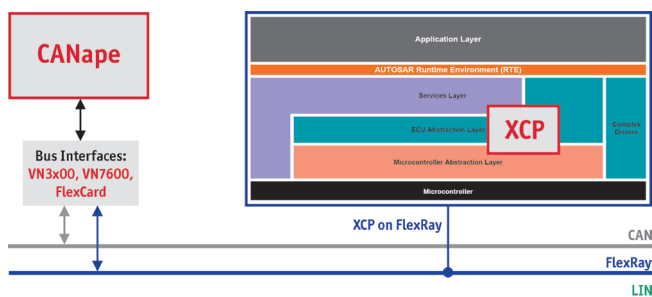 CANape
Bus Interfaces:
VN3x00, VN7600,
FlexCard
Application Layer
AUTOSAR Runtime Environment (RTE)
Services Layer
ECU Abstraction Layer
XCP
Complex
Drivers
Microcontroller Abstraction Layer
Microcontroller
XCP on FlexRay
CAN
FlexRay
LIN